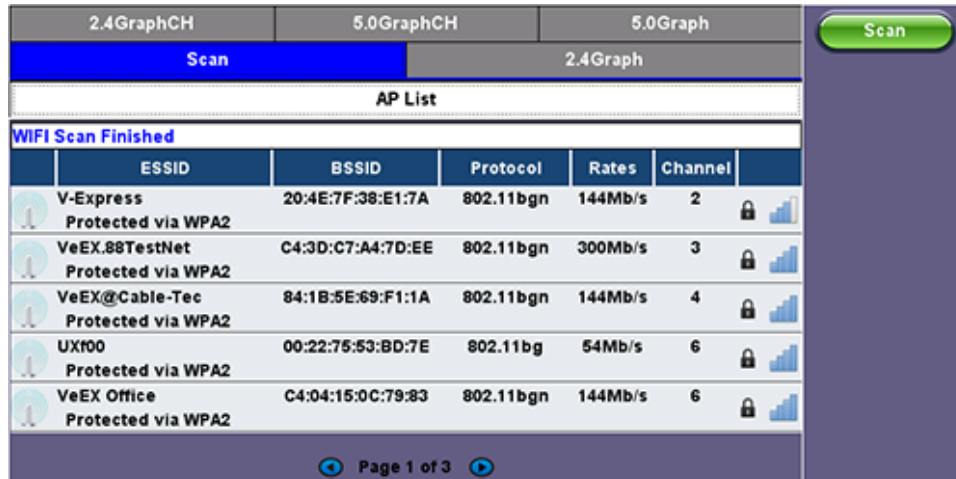 2.4GraphCH 5.0GraphCH 5.0Graph
Scan
Scan 2.4Graph
AP List
WIFI Scan Finished
ESSID BSSID Protocol Rates Channel
V-Express 20:4E:7F:38:E1:7A 802.11bgn 144Mb/s 2
Protected via WPA2
VeEX.88TestNet C4:3D:C7:A4:7D:EE 802.11bgn 300Mb/s 3
Protected via WPA2
VeEX@Cable-Tec 84:1B:5E:69:F1:1A 802.11bgn 144Mb/s 4
Protected via WPA2
UXf00 00:22:75:53:BD:7E 802.11bg 54Mb/s 6
Protected via WPA2
VeEX Office C4:04:15:0C:79:83 802.11bgn 144Mb/s 6
Protected via WPA2
Page 1 of 3